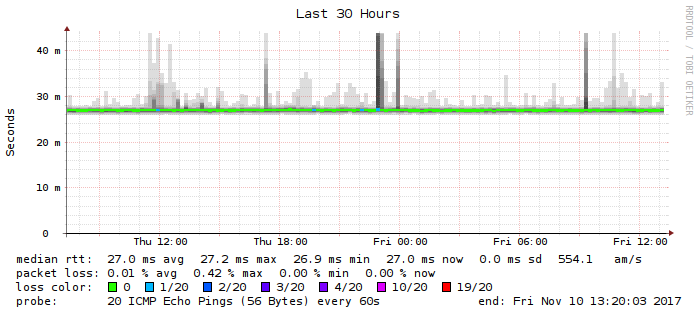 Last 30 Hours
RRDTOOL / TOBI OETIKER
Seconds
40 m
30 m
20 m
10 m
0
Thu 12:00 Thu 18:00 Fri 00:00 Fri 06:00 Fri 12:00
median rtt: 27.0 ms avg 27.2 ms max 26.9 ms min 27.0 ms now 0.0 ms sd 554.1 am/s
packet loss: 0.01 % avg 0.42 % max 0.00 % min 0.00 % now
loss color: 0 1/20 2/20 3/20 4/20 10/20 19/20
probe: 20 ICMP Echo Pings (56 Bytes) every 60s end: Fri Nov 10 13:20:03 2017